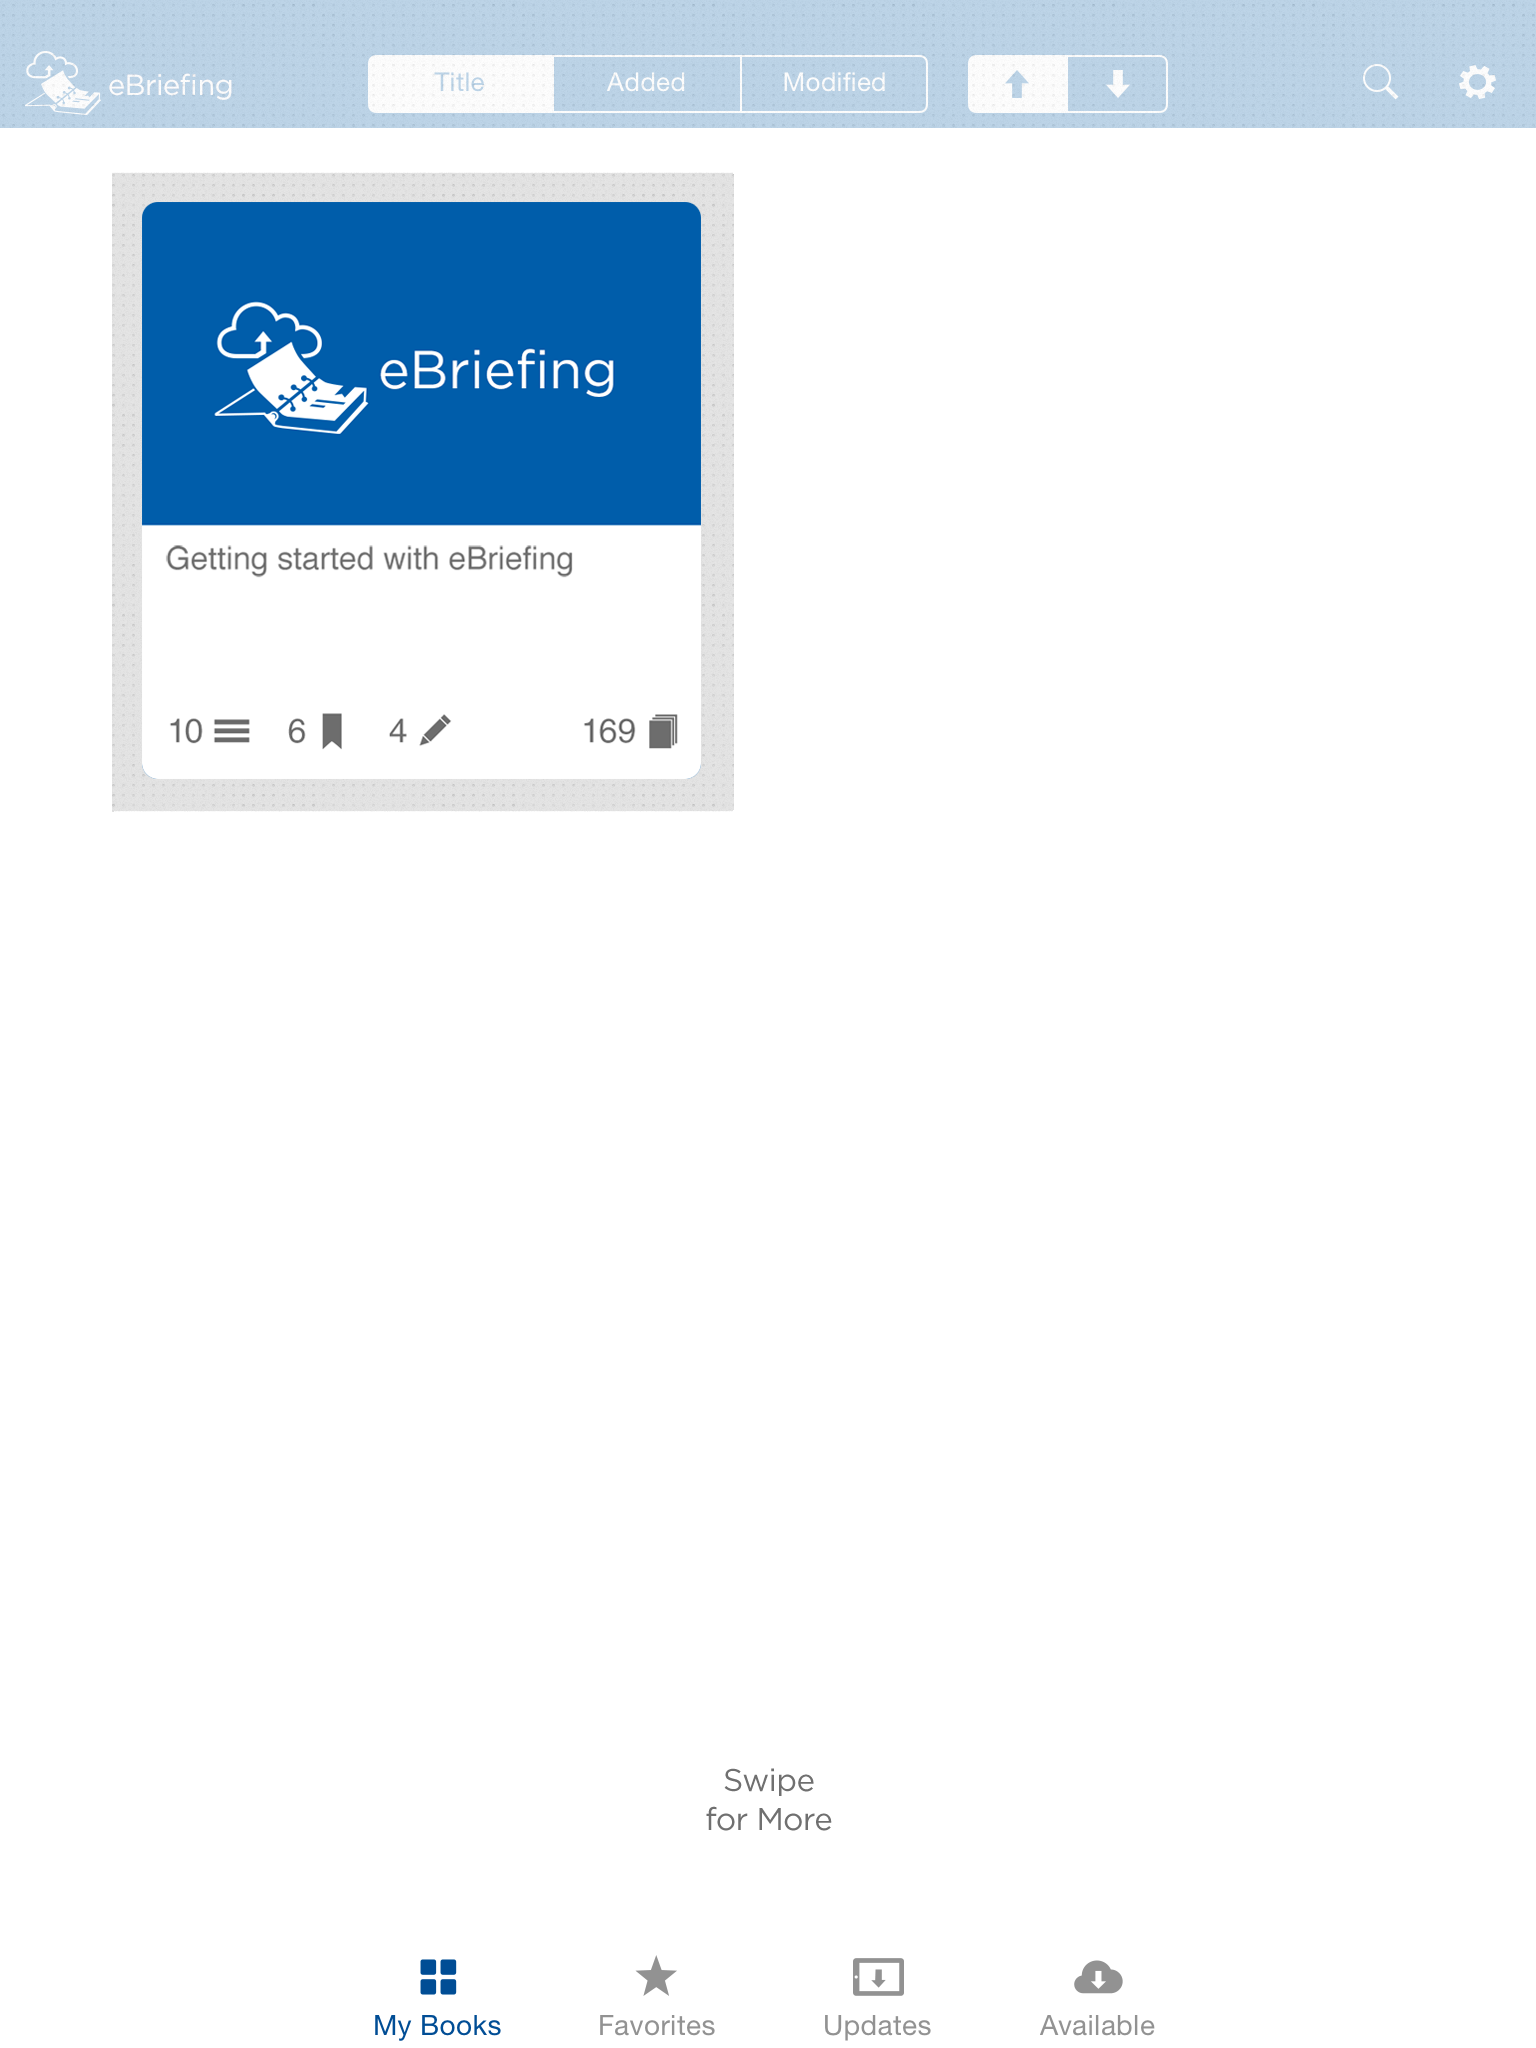 eBriefing
Title
Added
Modified
eBriefing
Getting started with eBriefing
10
6
4
169
Swipe
for More
My Books
Favorites
Updates
Available